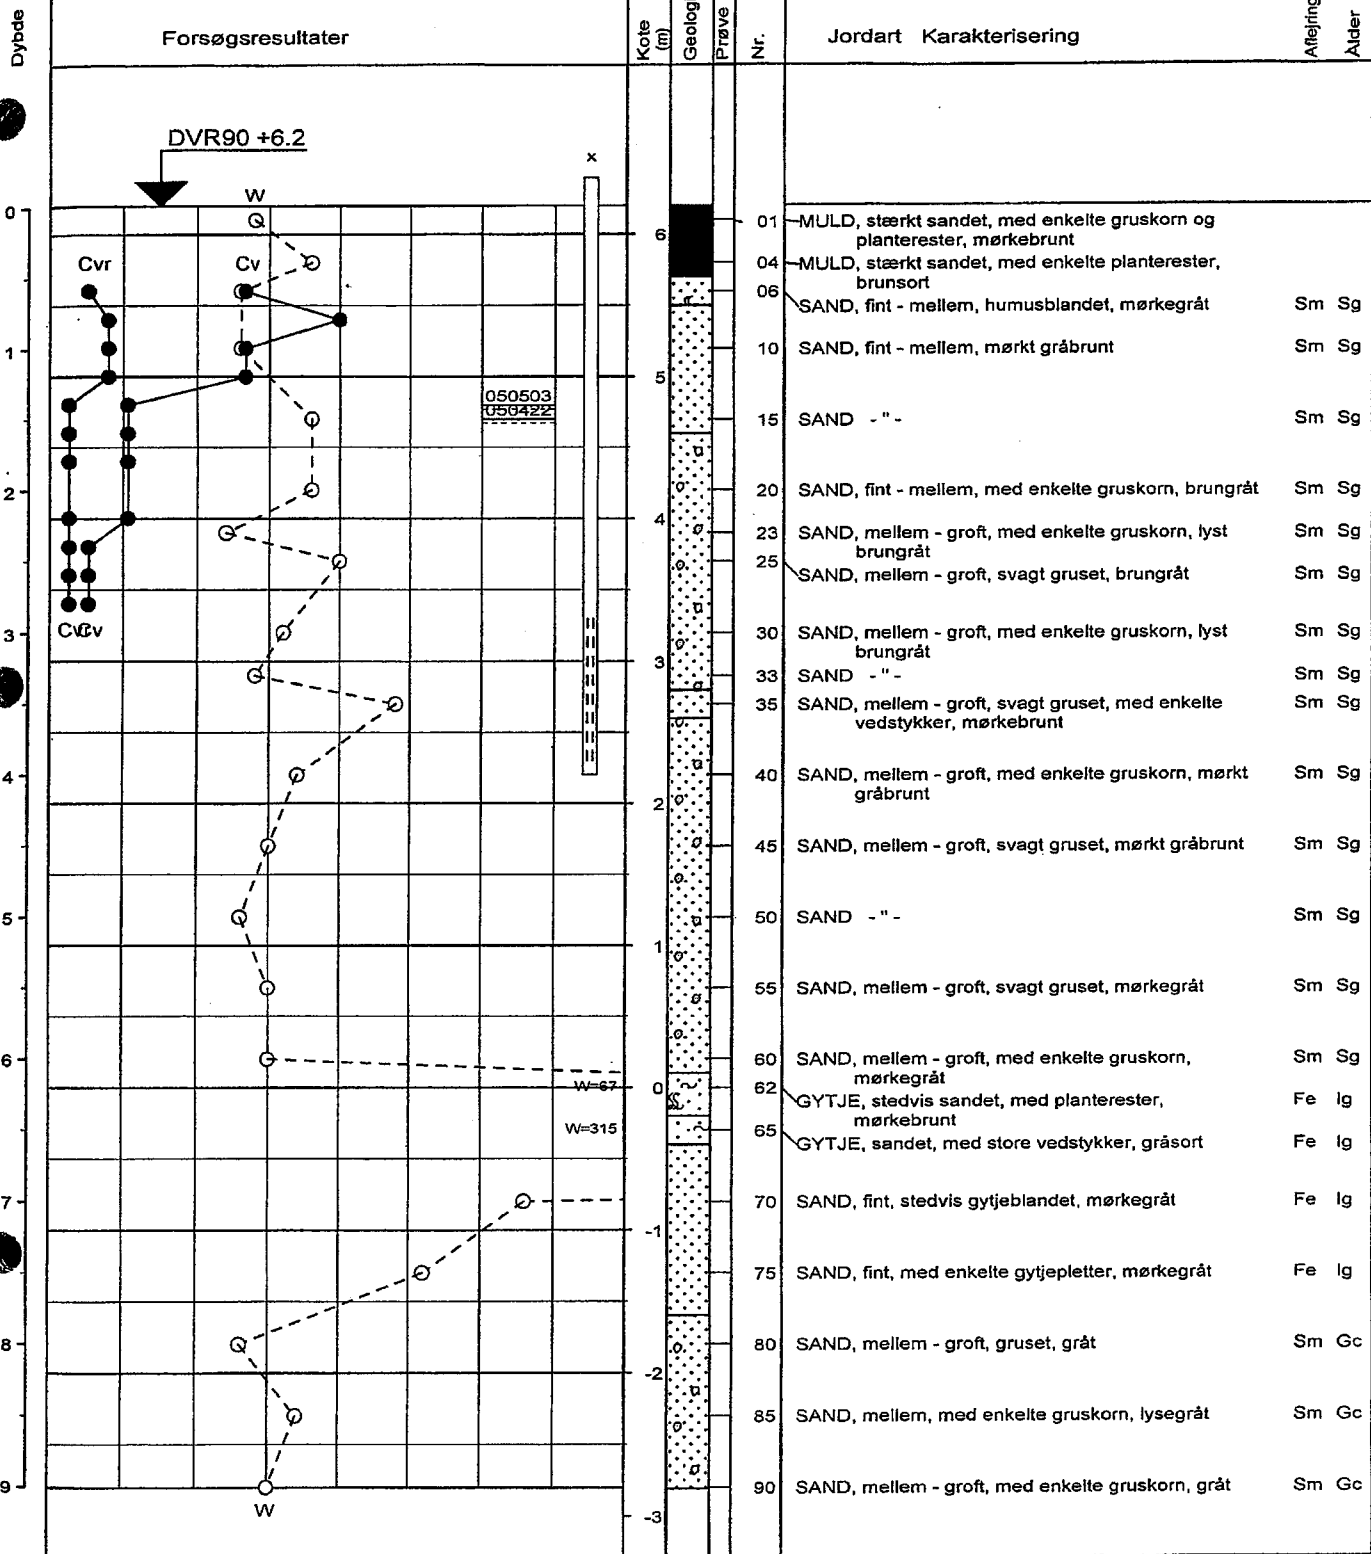 Dybde
Forsøgsresultater
Kote (m)
Geologi
Prøve
Nr.
Jordart Karakterisering
Aflejring
Alder
DVR90 +6.2
x
W
Cvr
Cv
050503
050422
Cvr Cv
W=67
W=315
W
0
1
2
3
4
5
6
7
8
9
6
5
4
3
2
1
0
-1
-2
-3
01 MULD, stærkt sandet, med enkelte gruskorn og
planterester, mørkebrunt
04 MULD, stærkt sandet, med enkelte planterester,
brunsort
06 SAND, fint - mellem, humusblandet, mørkegråt Sm Sg
10 SAND, fint - mellem, mørkt gråbrunt Sm Sg
15 SAND - " - Sm Sg
20 SAND, fint - mellem, med enkelte gruskorn, brungråt Sm Sg
23 SAND, mellem - groft, med enkelte gruskorn, lyst Sm Sg
brungråt
25 SAND, mellem - groft, svagt gruset, brungråt Sm Sg
30 SAND, mellem - groft, med enkelte gruskorn, lyst Sm Sg
brungråt
33 SAND - " - Sm Sg
35 SAND, mellem - groft, svagt gruset, med enkelte Sm Sg
vedstykker, mørkebrunt
40 SAND, mellem - groft, med enkelte gruskorn, mørkt Sm Sg
gråbrunt
45 SAND, mellem - groft, svagt gruset, mørkt gråbrunt Sm Sg
50 SAND - " - Sm Sg
55 SAND, mellem - groft, svagt gruset, mørkegråt Sm Sg
60 SAND, mellem - groft, med enkelte gruskorn, Sm Sg
mørkegråt
62 GYTJE, stedvis sandet, med planterester, Fe Ig
mørkebrunt
65 GYTJE, sandet, med store vedstykker, gråsort Fe Ig
70 SAND, fint, stedvis gytjeblandet, mørkegråt Fe Ig
75 SAND, fint, med enkelte gytjepletter, mørkegråt Fe Ig
80 SAND, mellem - groft, gruset, gråt Sm Gc
85 SAND, mellem, med enkelte gruskorn, lysegråt Sm Gc
90 SAND, mellem - groft, med enkelte gruskorn, gråt Sm Gc